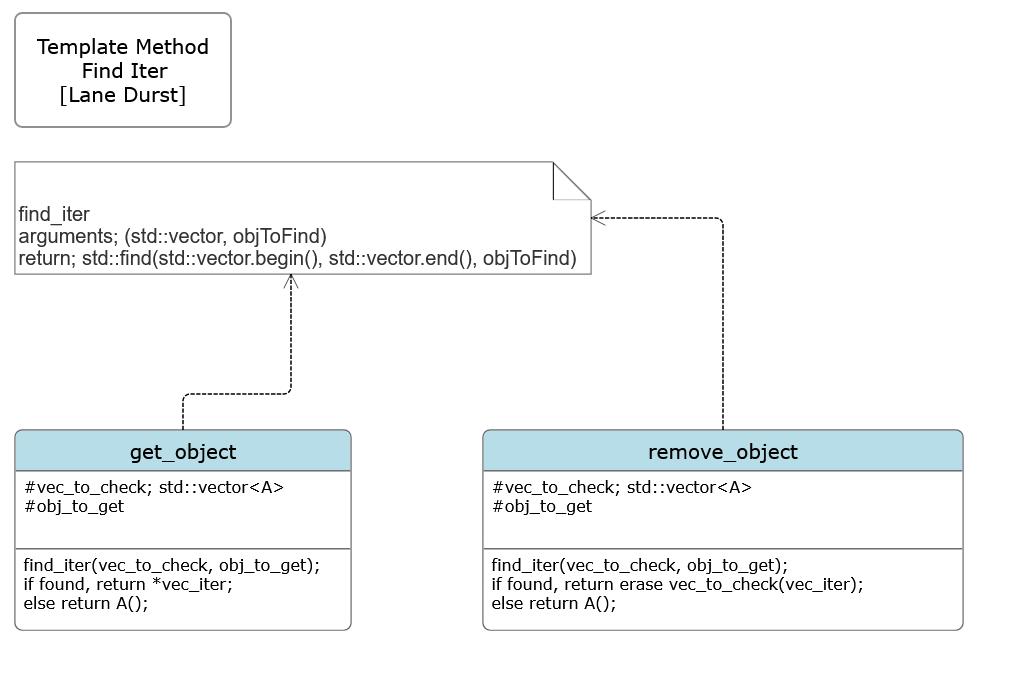 Template Method
Find Iter
[Lane Durst]
find_iter
arguments; (std::vector, objToFind)
return; std::find(std::vector.begin(), std::vector.end(), objToFind)
get_object
#vec_to_check; std::vector<A>
#obj_to_get
find_iter(vec_to_check, obj_to_get);
if found, return *vec_iter;
else return A();
remove_object
#vec_to_check; std::vector<A>
#obj_to_get
find_iter(vec_to_check, obj_to_get);
if found, return erase vec_to_check(vec_iter);
else return A();